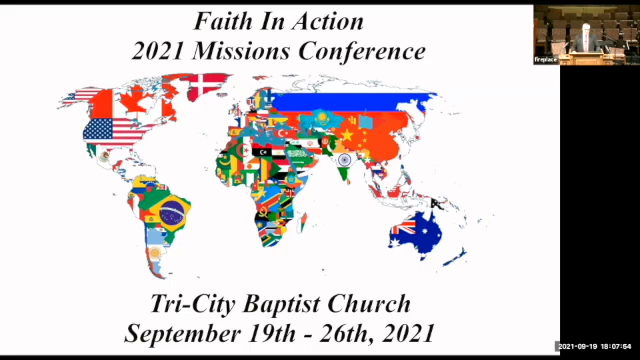 Faith In Action
2021 Missions Conference
fireplace
Tri-City Baptist Church
September 19th - 26th, 2021
2021-09-19 18:07:54